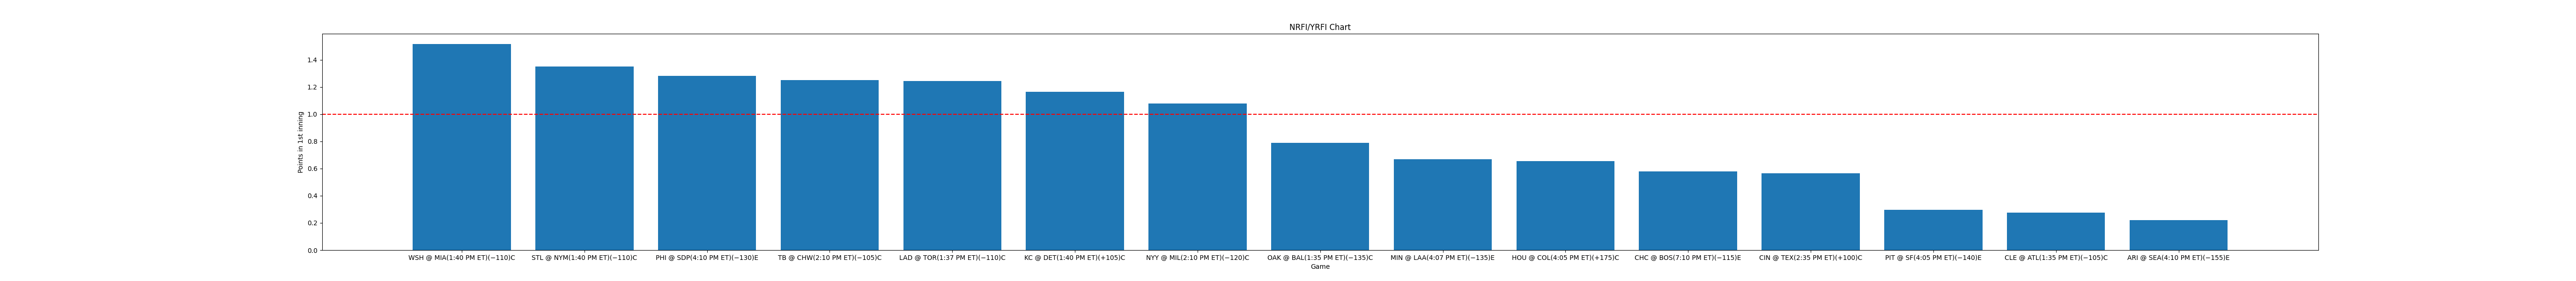 NRFI/YRFI Chart
Points in 1st inning
1.4
1.2
1.0
0.8
0.6
0.4
0.2
0.0
WSH @ MIA(1:40 PM ET)(−110)C
STL @ NYM(1:40 PM ET)(−110)C
PHI @ SDP(4:10 PM ET)(−130)E
TB @ CHW(2:10 PM ET)(−105)C
LAD @ TOR(1:37 PM ET)(−110)C
KC @ DET(1:40 PM ET)(+105)C
NYY @ MIL(2:10 PM ET)(−120)C
OAK @ BAL(1:35 PM ET)(−135)C
MIN @ LAA(4:07 PM ET)(−135)E
HOU @ COL(4:05 PM ET)(+175)C
CHC @ BOS(7:10 PM ET)(−115)E
CIN @ TEX(2:35 PM ET)(+100)C
PIT @ SF(4:05 PM ET)(−140)E
CLE @ ATL(1:35 PM ET)(−105)C
ARI @ SEA(4:10 PM ET)(−155)E
Game